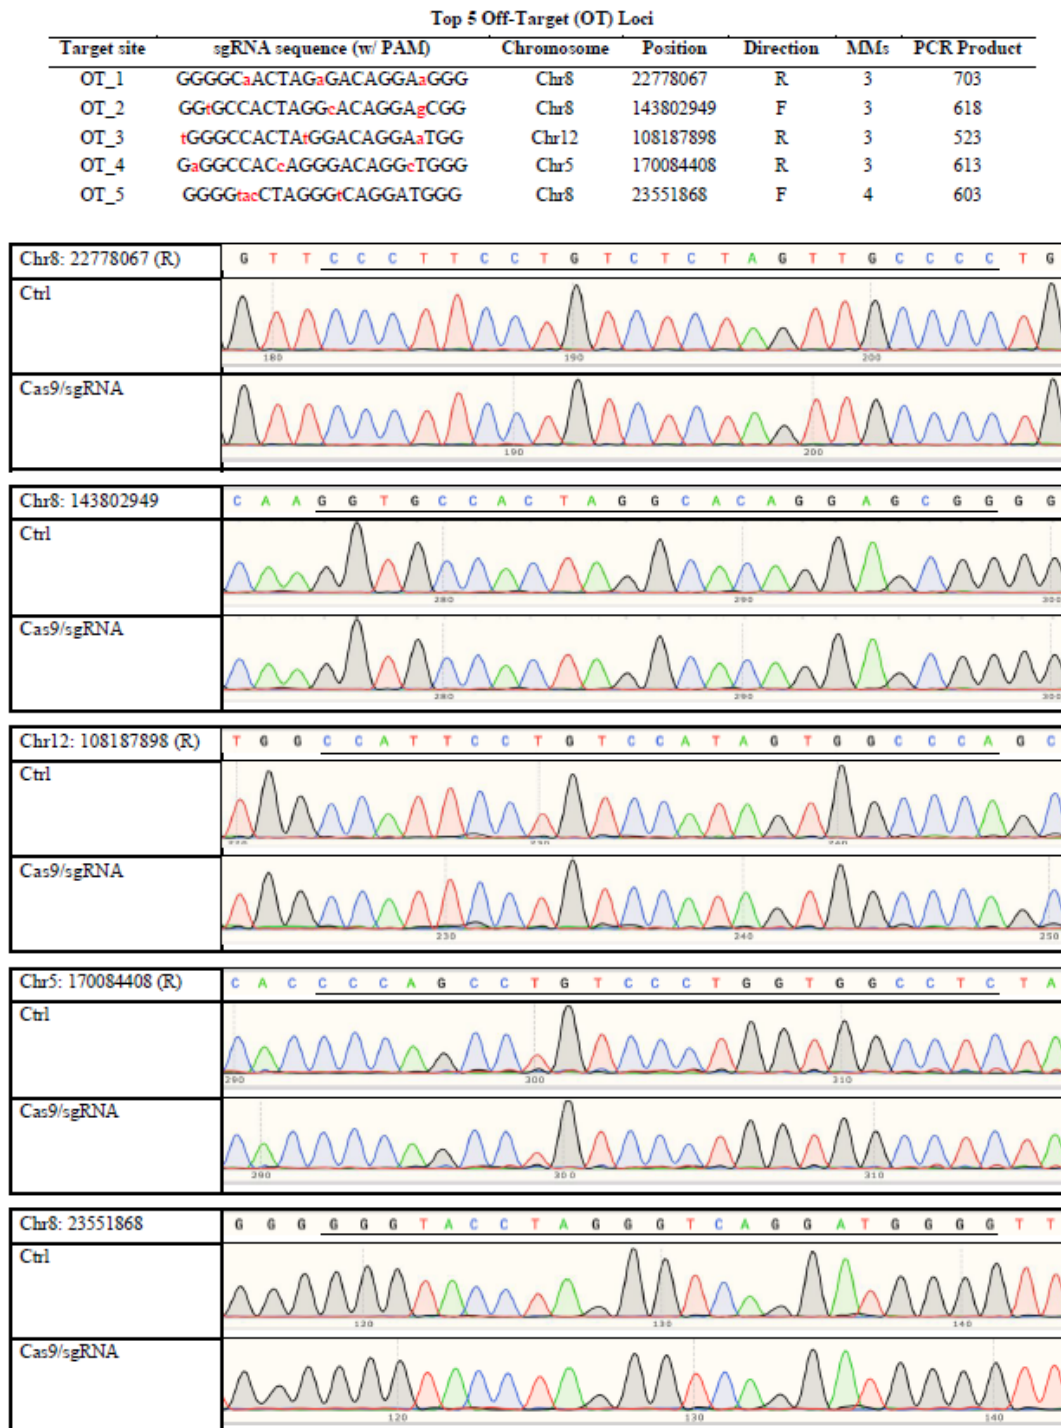 Top 5 Off-Target (OT) Loci
Target site sgRNA sequence (w/ PAM) Chromosome Position Direction MMs PCR Product
OT_1 GGGGCaACTAGaGACAGGAaGGG Chr8 22778067 R 3 703
OT_2 GGtGCCACTAGGcACAGGAgCGG Chr8 143802949 F 3 618
OT_3 tGGGCCACTAtGGACAGGAaTGG Chr12 108187898 R 3 523
OT_4 GaGGCCACcAGGGACAGGcTGGG Chr5 170084408 R 3 613
OT_5 GGGGtacCTAGGGtCAGGATGGG Chr8 23551868 F 4 603
Chr8: 22778067 (R) G T T C C C T T C C T G T C T C T A G T T G C C C C T G
Ctrl
180 190 200
Cas9/sgRNA
190 200
Chr8: 143802949 C A A G G T G C C A C T A G G C A C A G G A G C G G G G
Ctrl
280 290 300
Cas9/sgRNA
280 290 300
Chr12: 108187898 (R) T G G C C A T T C C T G T C C A T A G T G G C C C A G C
Ctrl
Cas9/sgRNA
230 240 250
Chr5: 170084408 (R) C A C C C C A G C C T G T C C C T G G T G G C C T C T A
Ctrl
290 300 310
Cas9/sgRNA
290 300 310
Chr8: 23551868 G G G G G G T A C C T A G G G T C A G G A T G G G G T T
Ctrl
120 130 140
Cas9/sgRNA
120 130 140